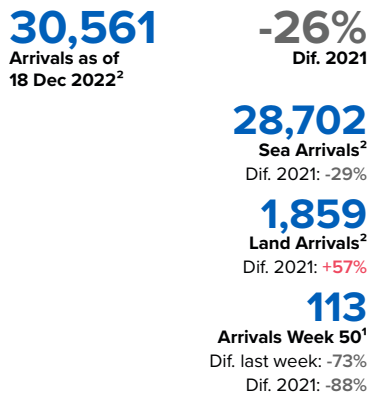 30,561
Arrivals as of
18 Dec 2022²
-26%
Dif. 2021
28,702
Sea Arrivals²
Dif. 2021: -29%
1,859
Land Arrivals²
Dif. 2021: +57%
113
Arrivals Week 50¹
Dif. last week: -73%
Dif. 2021: -88%